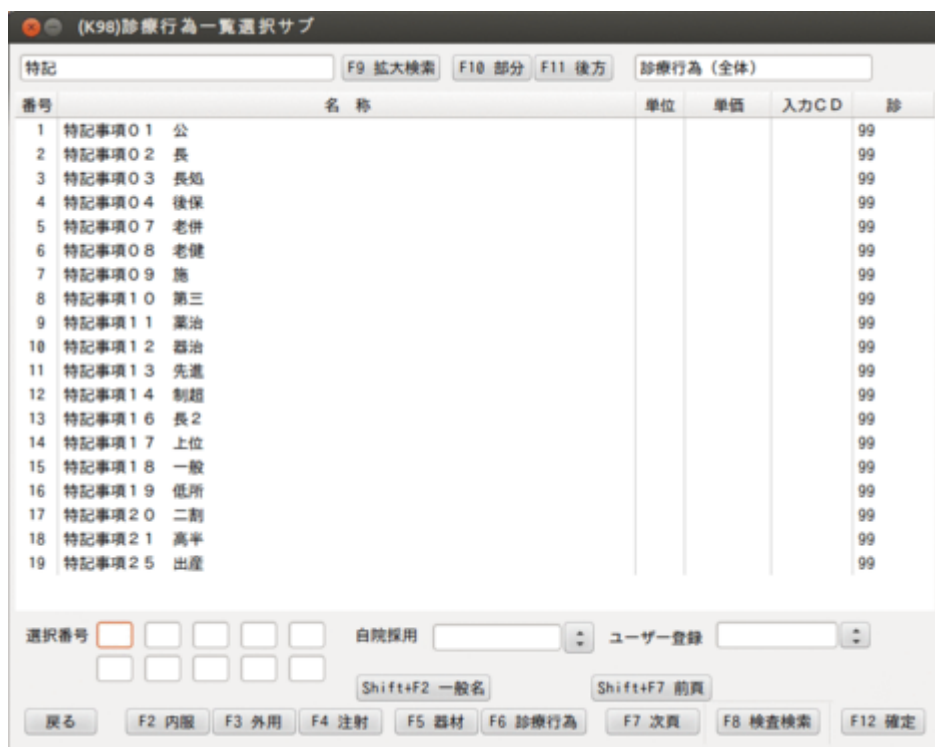 (K98)診療行為一覧選択サブ
特記 F9 拡大検索 F10 部分 F11 後方 診療行為（全体）
番号 名 称 単位 単価 入力ＣＤ 診
1 特記事項０１ 公 99
2 特記事項０２ 長 99
3 特記事項０３ 長処 99
4 特記事項０４ 後保 99
5 特記事項０７ 老併 99
6 特記事項０８ 老健 99
7 特記事項０９ 施 99
8 特記事項１０ 第三 99
9 特記事項１１ 薬治 99
10 特記事項１２ 器治 99
11 特記事項１３ 先進 99
12 特記事項１４ 制超 99
13 特記事項１６ 長２ 99
14 特記事項１７ 上位 99
15 特記事項１８ 一般 99
16 特記事項１９ 低所 99
17 特記事項２０ 二割 99
18 特記事項２１ 高半 99
19 特記事項２５ 出産 99
選択番号 自院採用 ユーザー登録
Shift+F2 一般名 Shift+F7 前頁
戻る F2 内服 F3 外用 F4 注射 F5 器材 F6 診療行為 F7 次頁 F8 検査検索 F12 確定